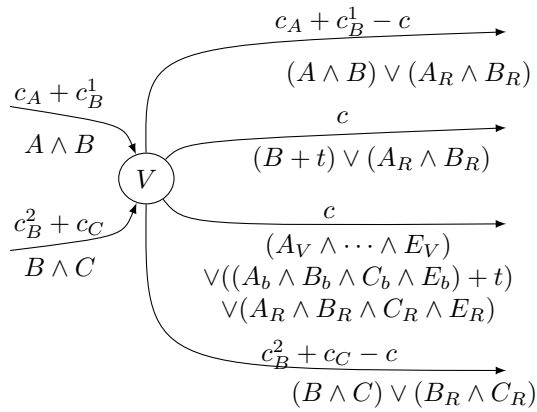 c_A + c_B^1 − c
(A ∧ B) ∨ (A_R ∧ B_R)
c_A + c_B^1
A ∧ B
c
(B + t) ∨ (A_R ∧ B_R)
V
c_B^2 + c_C
B ∧ C
c
(A_V ∧ ⋯ ∧ E_V)
∨((A_b ∧ B_b ∧ C_b ∧ E_b) + t)
∨(A_R ∧ B_R ∧ C_R ∧ E_R)
c_B^2 + c_C − c
(B ∧ C) ∨ (B_R ∧ C_R)